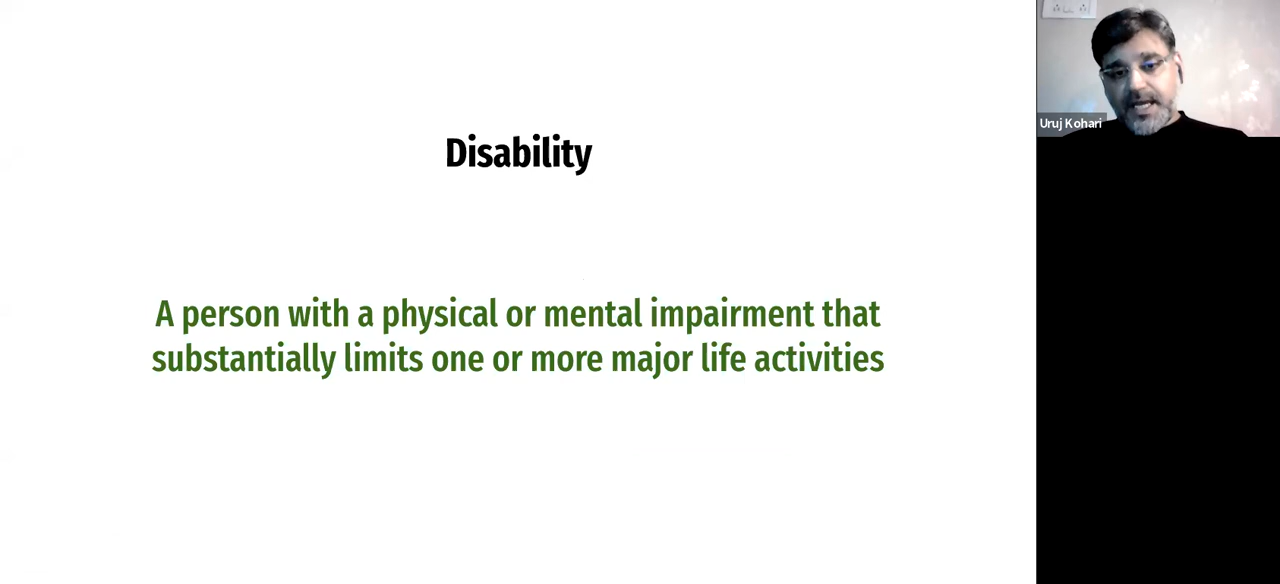 Disability
A person with a physical or mental impairment that
substantially limits one or more major life activities
Uruj Kohari